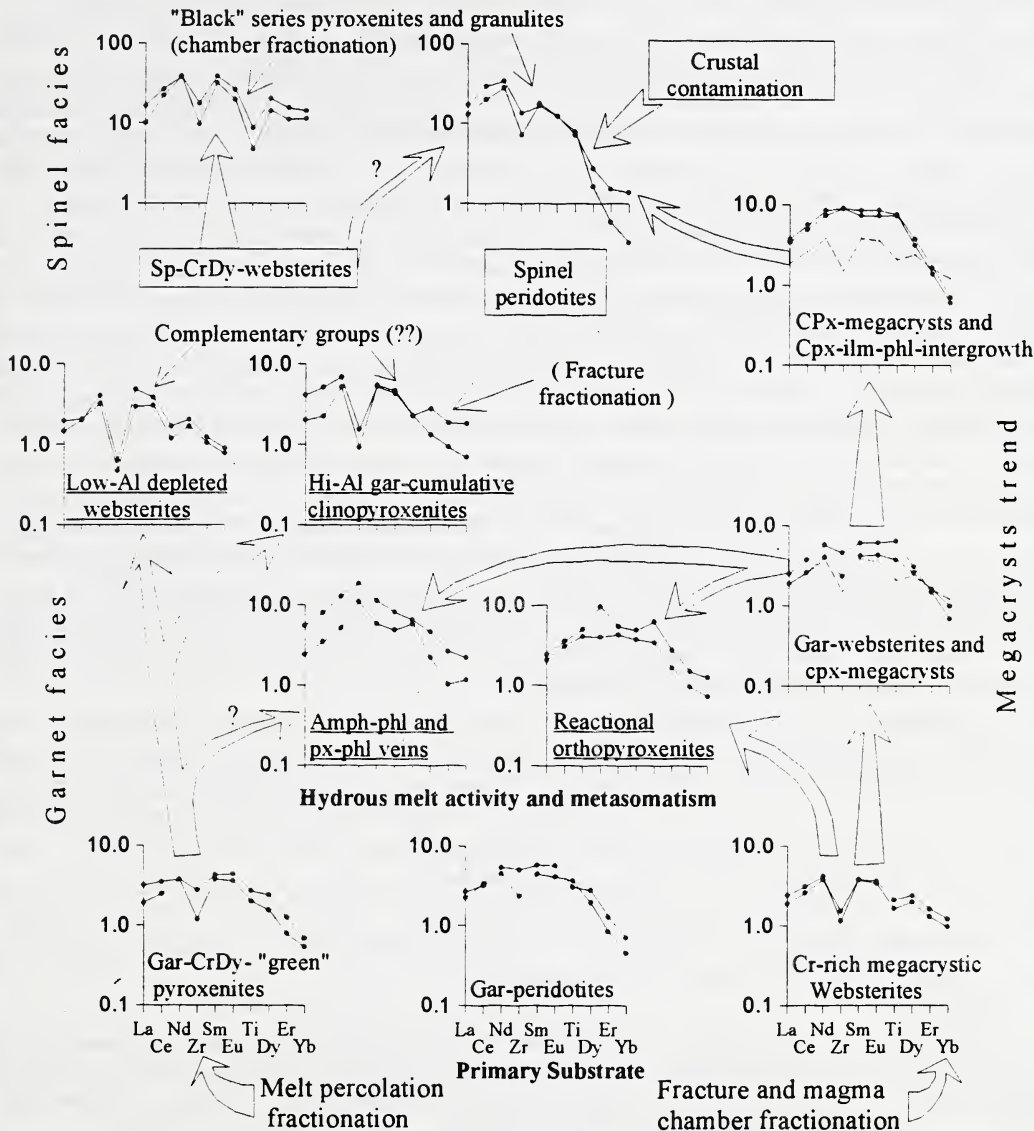 "Black" series pyroxenites and granulites
(chamber fractionation)
Crustal
contamination
Spinel facies
100
10
1
100
10
1
?
Sp-CrDy-websterites
Spinel
peridotites
10.0
1.0
0.1
CPx-megacrysts and
Cpx-ilm-phl-intergrowth
Complementary groups (??)
( Fracture
fractionation )
10.0
1.0
0.1
Low-Al depleted
websterites
10.0
1.0
0.1
Hi-Al gar-cumulative
clinopyroxenites
Megacrysts trend
10.0
1.0
0.1
Gar-websterites and
cpx-megacrysts
Garnet facies
?
10.0
1.0
0.1
Amph-phl and
px-phl veins
10.0
1.0
0.1
Reactional
orthopyroxenites
Hydrous melt activity and metasomatism
10.0
1.0
0.1
Gar-CrDy- "green"
pyroxenites
10.0
1.0
0.1
Gar-peridotites
10.0
1.0
0.1
Cr-rich megacrystic
Websterites
La Nd Sm Ti Er
Ce Zr Eu Dy Yb
La Nd Sm Ti Er
Ce Zr Eu Dy Yb
La Nd Sm Ti Er
Ce Zr Eu Dy Yb
Primary Substrate
Melt percolation
fractionation
Fracture and magma
chamber fractionation